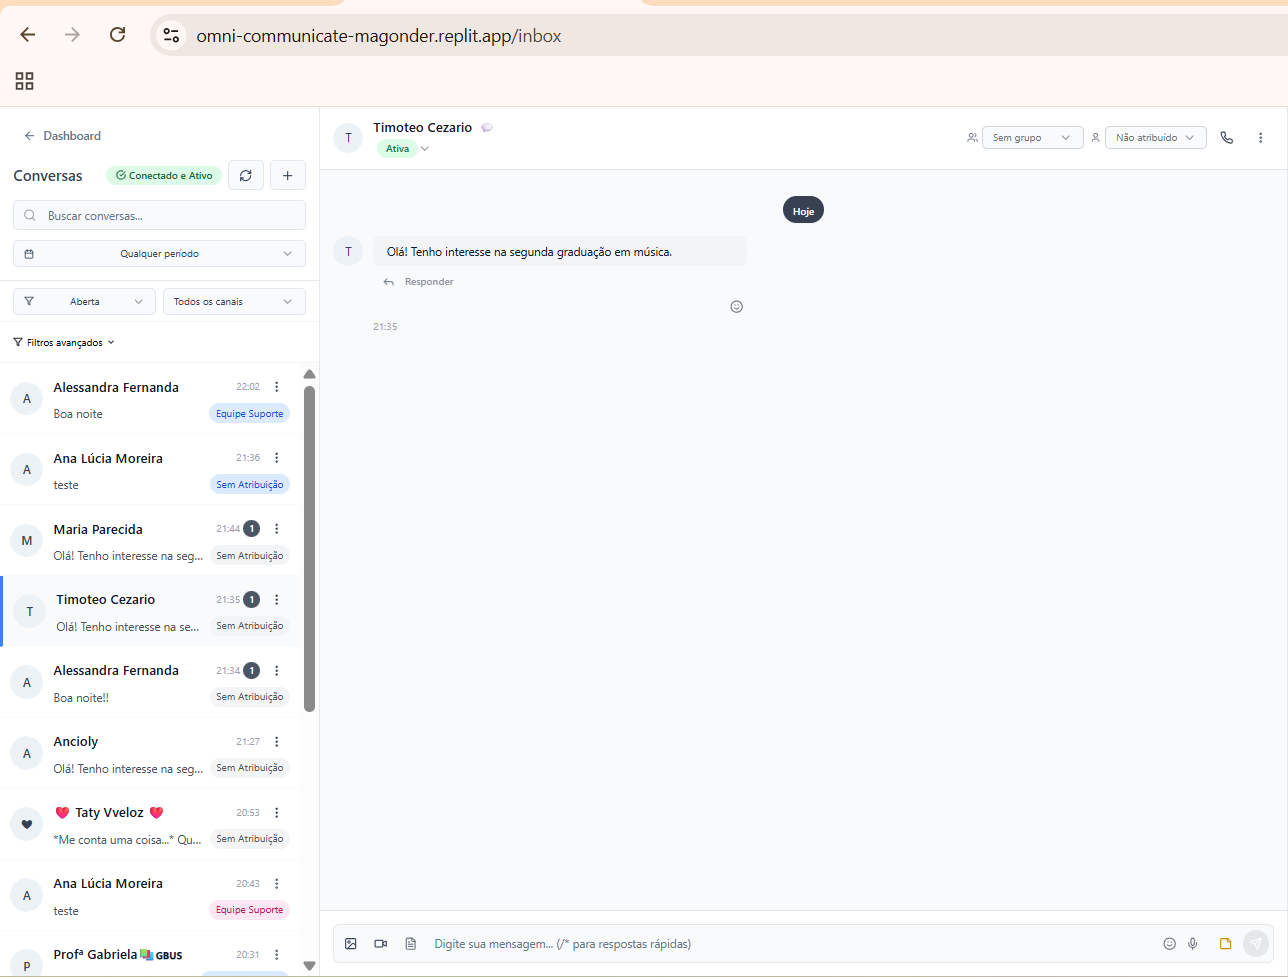 omni-communicate-magonder.replit.app/inbox
Dashboard
Conversas
Conectado e Ativo
Buscar conversas...
Qualquer período
Aberta
Todos os canais
Filtros avançados
A
Alessandra Fernanda
22:02
Boa noite
Equipe Suporte
A
Ana Lúcia Moreira
21:36
teste
Sem Atribuição
M
Maria Parecida
21:44 1
Olá! Tenho interesse na seg...
Sem Atribuição
T
Timoteo Cezario
21:35 1
Olá! Tenho interesse na se...
Sem Atribuição
A
Alessandra Fernanda
21:34 1
Boa noite!!
Sem Atribuição
A
Ancioly
21:27
Olá! Tenho interesse na seg...
Sem Atribuição
Taty Vveloz
20:53
*Me conta uma coisa...* Qu...
Sem Atribuição
A
Ana Lúcia Moreira
20:43
teste
Equipe Suporte
P
Profª Gabriela GBUS
20:31
T
Timoteo Cezario
Ativa
Sem grupo
Não atribuído
Hoje
T
Olá! Tenho interesse na segunda graduação em música.
Responder
21:35
Digite sua mensagem... (/* para respostas rápidas)